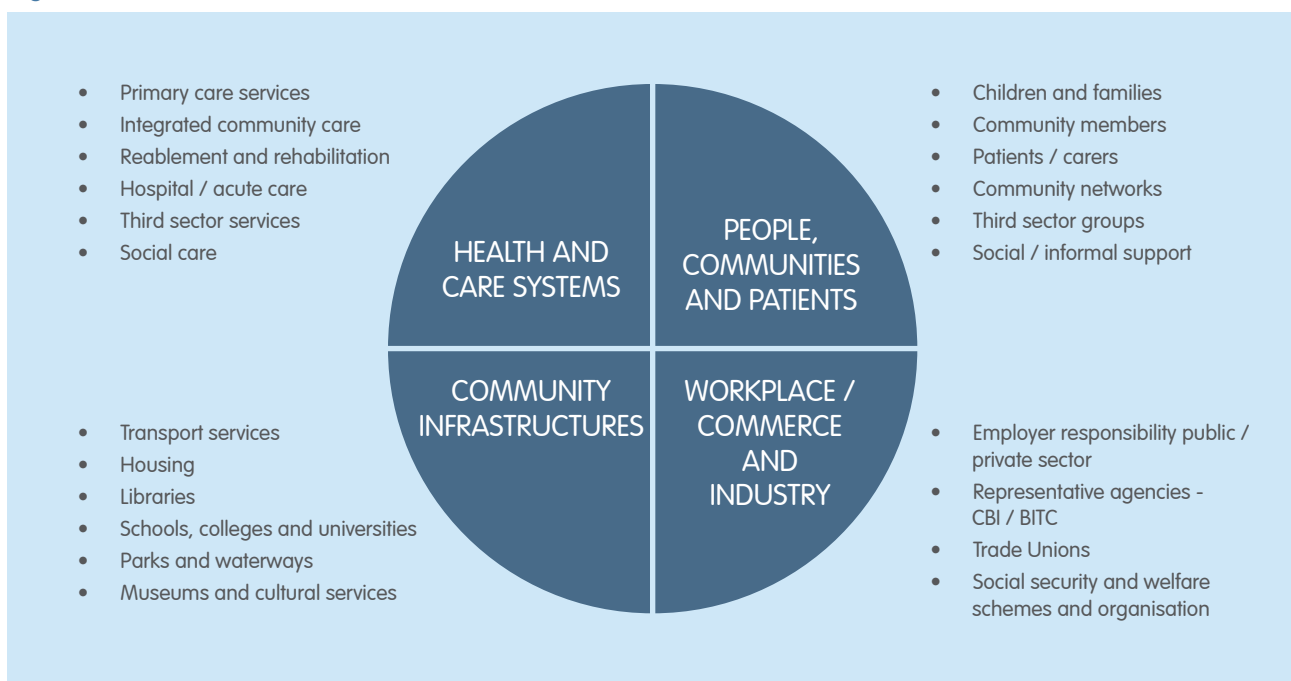 • Primary care services
• Integrated community care
• Reablement and rehabilitation
• Hospital / acute care
• Third sector services
• Social care
HEALTH AND
CARE SYSTEMS
PEOPLE,
COMMUNITIES
AND PATIENTS
• Children and families
• Community members
• Patients / carers
• Community networks
• Third sector groups
• Social / informal support
• Transport services
• Housing
• Libraries
• Schools, colleges and universities
• Parks and waterways
• Museums and cultural services
COMMUNITY
INFRASTRUCTURES
WORKPLACE /
COMMERCE
AND
INDUSTRY
• Employer responsibility public /
private sector
• Representative agencies -
CBI / BITC
• Trade Unions
• Social security and welfare
schemes and organisation